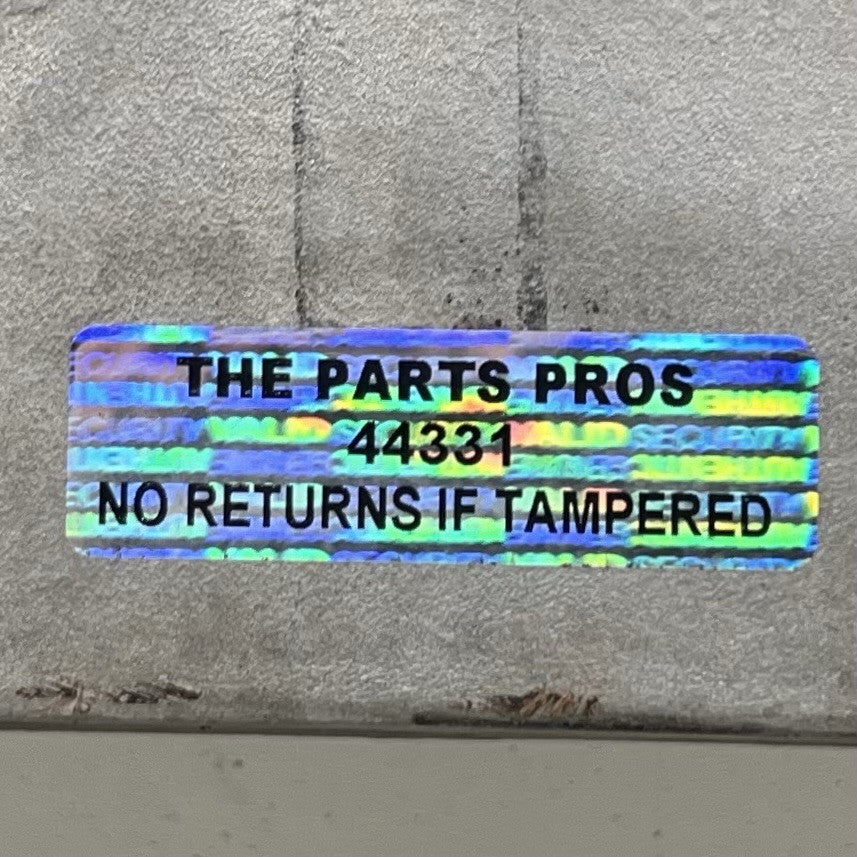 THE PARTS PROS
44331
NO RETURNS IF TAMPERED